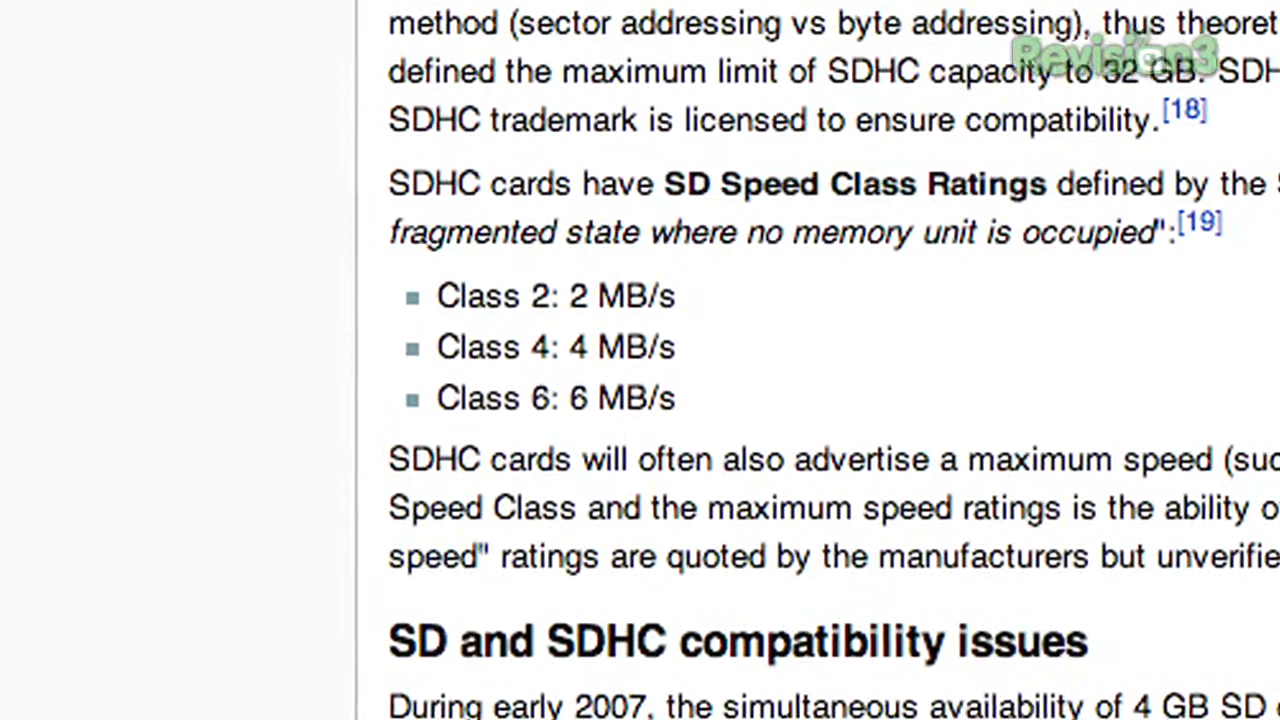 method (sector addressing vs byte addressing), thus theoret
Revision3
defined the maximum limit of SDHC capacity to 32 GB. SDH
SDHC trademark is licensed to ensure compatibility.[18]
SDHC cards have SD Speed Class Ratings defined by the S
fragmented state where no memory unit is occupied":[19]
Class 2: 2 MB/s
Class 4: 4 MB/s
Class 6: 6 MB/s
SDHC cards will often also advertise a maximum speed (suc
Speed Class and the maximum speed ratings is the ability o
speed" ratings are quoted by the manufacturers but unverifie
SD and SDHC compatibility issues
During early 2007, the simultaneous availability of 4 GB SD